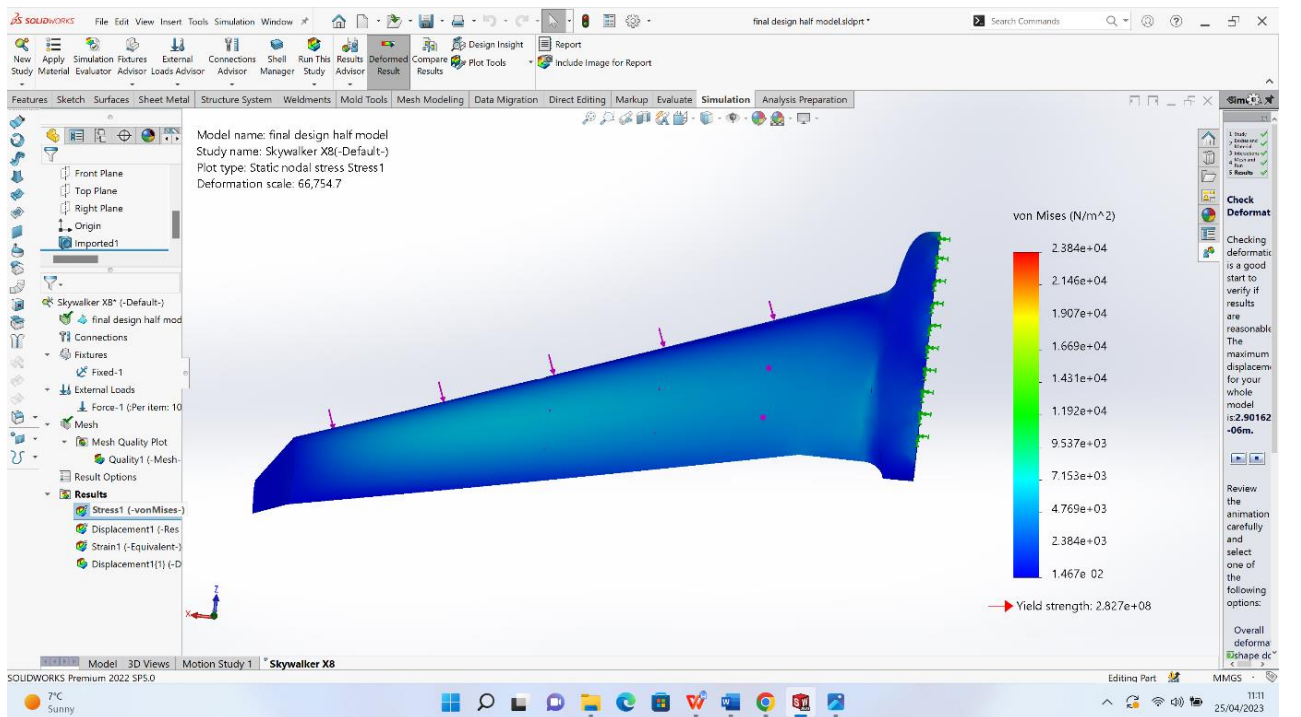 SOLIDWORKS File Edit View Insert Tools Simulation Window final design half model.sldprt * Search Commands
New Study Apply Material Simulation Evaluator Fixtures Advisor External Loads Advisor Connections Advisor Shell Manager Run This Study Results Advisor Deformed Result Compare Results Design Insight Plot Tools Report Include Image for Report
Features Sketch Surfaces Sheet Metal Structure System Weldments Mold Tools Mesh Modeling Data Migration Direct Editing Markup Evaluate Simulation Analysis Preparation
Front Plane
Top Plane
Right Plane
Origin
Imported1
Skywalker X8* (-Default-)
final design half mod
Connections
Fixtures
Fixed-1
External Loads
Force-1 (:Per item: 10
Mesh
Mesh Quality Plot
Quality1 (-Mesh-
Result Options
Results
Stress1 (-vonMises-)
Displacement1 (-Res
Strain1 (-Equivalent-)
Displacement1{1} (-D
Model name: final design half model
Study name: Skywalker X8(-Default-)
Plot type: Static nodal stress Stress1
Deformation scale: 66,754.7
von Mises (N/m^2)
2.384e+04
2.146e+04
1.907e+04
1.669e+04
1.431e+04
1.192e+04
9.537e+03
7.153e+03
4.769e+03
2.384e+03
1.467e 02
Yield strength: 2.827e+08
Z
X
1 Study
5 Results
Check
Deformat
Checking
deformatic
is a good
start to
verify if
results
are
reasonable
The
maximum
displacem
for your
whole
model
is:2.90162
-06m.
Review
the
animation
carefully
and
select
one of
the
following
options:
Overall
deforma
shape dc
Model 3D Views Motion Study 1 Skywalker X8
SOLIDWORKS Premium 2022 SP5.0 Editing Part MMGS
7°C
Sunny
11:11
25/04/2023